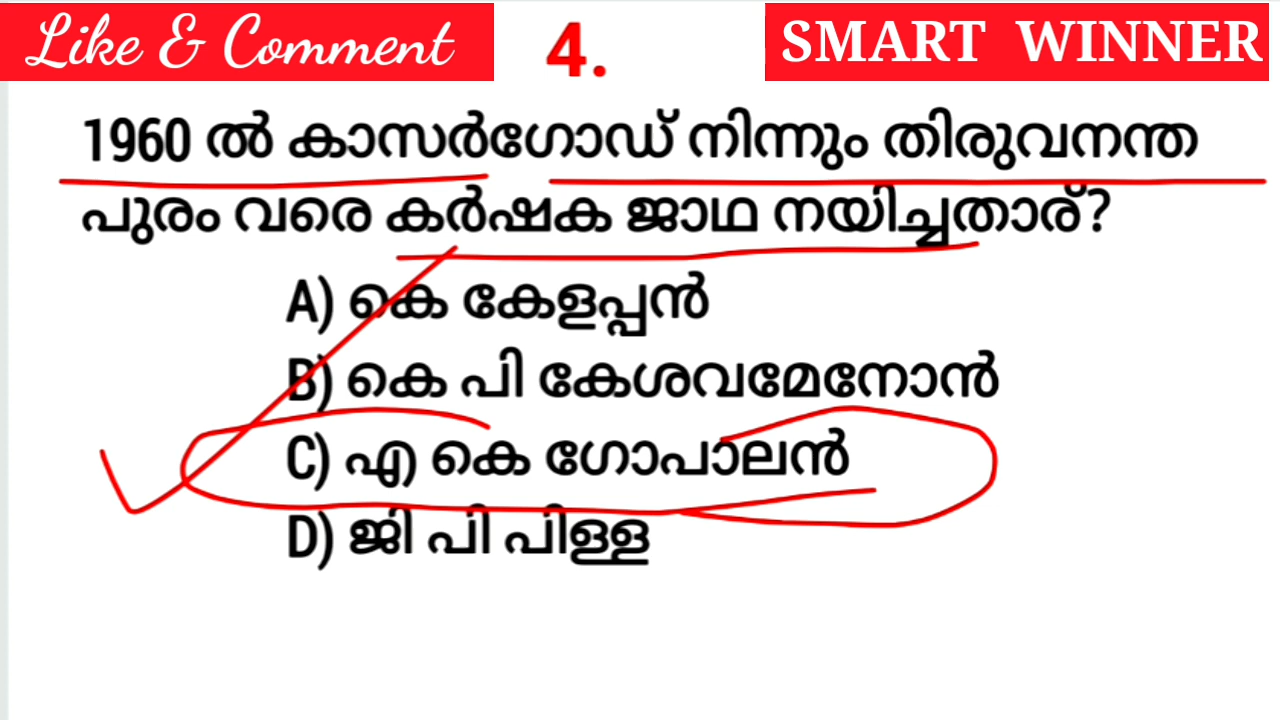 Like & Comment
4.
SMART WINNER
1960 ൽ കാസർഗോഡ് നിന്നും തിരുവനന്ത
പുരം വരെ കർഷക ജാഥ നയിച്ചതാര്?
A) കെ കേളപ്പൻ
B) കെ പി കേശവമേനോൻ
C) എ കെ ഗോപാലൻ
D) ജി പി പിള്ള